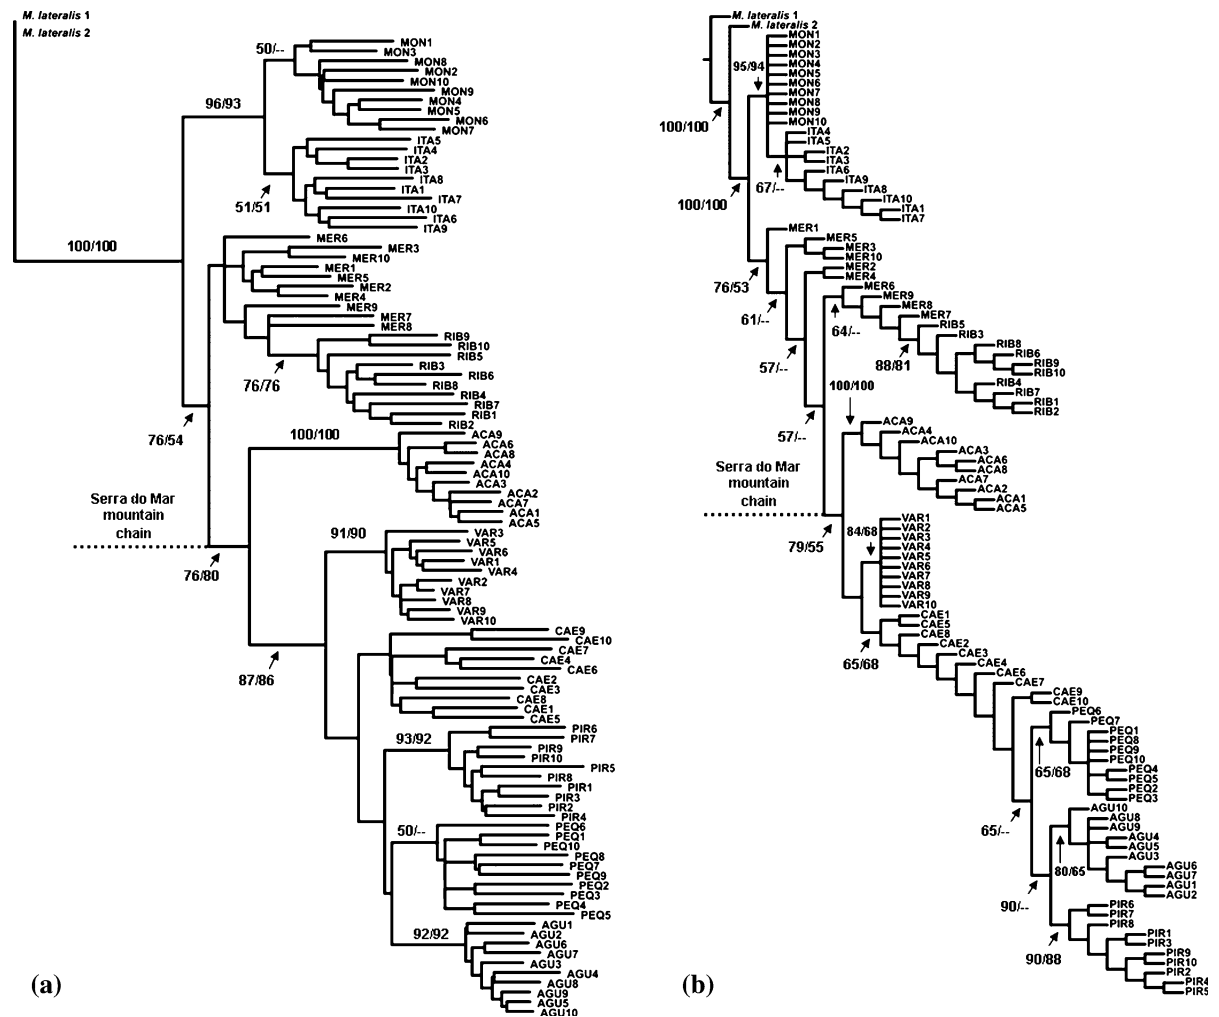 M. lateralis 1
M. lateralis 2
50/--
MON1
MON3
MON8
MON2
MON10
MON9
MON4
MON5
MON6
MON7
96/93
ITA5
ITA4
ITA2
ITA3
ITA8
ITA1
ITA7
ITA10
ITA6
ITA9
51/51
100/100
MER6
MER3
MER10
MER1
MER5
MER2
MER4
MER9
MER7
MER8
RIB9
RIB10
RIB5
RIB3
RIB6
RIB8
RIB4
RIB7
RIB1
RIB2
76/76
76/54
100/100
ACA9
ACA6
ACA8
ACA4
ACA10
ACA3
ACA2
ACA7
ACA1
ACA5
Serra do Mar
mountain
chain
76/80
91/90
VAR3
VAR5
VAR6
VAR1
VAR4
VAR2
VAR7
VAR8
VAR9
VAR10
87/86
CAE9
CAE10
CAE7
CAE4
CAE6
CAE2
CAE3
CAE8
CAE1
CAE5
93/92
PIR6
PIR7
PIR9
PIR10
PIR5
PIR8
PIR1
PIR3
PIR2
PIR4
50/--
PEQ6
PEQ1
PEQ10
PEQ8
PEQ7
PEQ9
PEQ2
PEQ3
PEQ4
PEQ5
92/92
AGU1
AGU2
AGU6
AGU7
AGU3
AGU4
AGU8
AGU9
AGU5
AGU10
(a)
M. lateralis 1
M. lateralis 2
MON1
MON2
MON3
MON4
MON5
MON6
MON7
MON8
MON9
MON10
95/94
100/100
ITA4
ITA5
ITA2
ITA3
ITA6
ITA9
ITA8
ITA10
ITA1
ITA7
67/--
100/100
MER1
MER5
MER3
MER10
MER2
MER4
MER6
MER9
MER8
MER7
76/53
61/--
64/--
RIB5
RIB3
RIB8
RIB6
RIB9
RIB10
RIB4
RIB7
RIB1
RIB2
88/81
57/--
100/100
57/--
ACA9
ACA4
ACA10
ACA3
ACA6
ACA8
ACA7
ACA2
ACA1
ACA5
Serra do Mar
mountain
chain
79/55
84/68
VAR1
VAR2
VAR3
VAR4
VAR5
VAR6
VAR7
VAR8
VAR9
VAR10
65/68
CAE1
CAE5
CAE8
CAE2
CAE3
CAE4
CAE6
CAE7
CAE9
CAE10
PEQ6
PEQ7
PEQ1
PEQ8
PEQ9
PEQ10
PEQ4
PEQ5
PEQ2
PEQ3
65/68
65/--
AGU10
AGU8
AGU9
AGU4
AGU5
AGU3
AGU6
AGU7
AGU1
AGU2
80/65
90/--
PIR6
PIR7
PIR8
PIR1
PIR3
PIR9
PIR10
PIR2
PIR4
PIR5
90/88
(b)